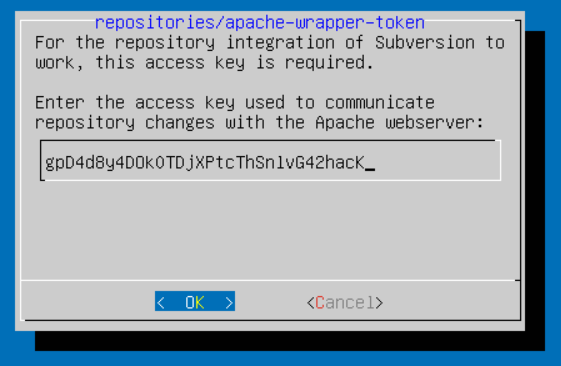 repositories/apache-wrapper-token
For the repository integration of Subversion to
work, this access key is required.
Enter the access key used to communicate
repository changes with the Apache webserver:
gpD4d8y4DOk0TDjXPtcThSnlvG42hacK_
< OK > <Cancel>